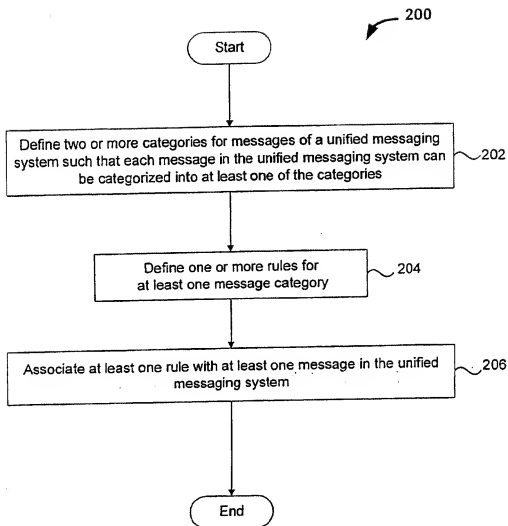 200
Start
Define two or more categories for messages of a unified messaging
system such that each message in the unified messaging system can
be categorized into at least one of the categories
202
Define one or more rules for
at least one message category
204
Associate at least one rule with at least one message in the unified
messaging system
206
End